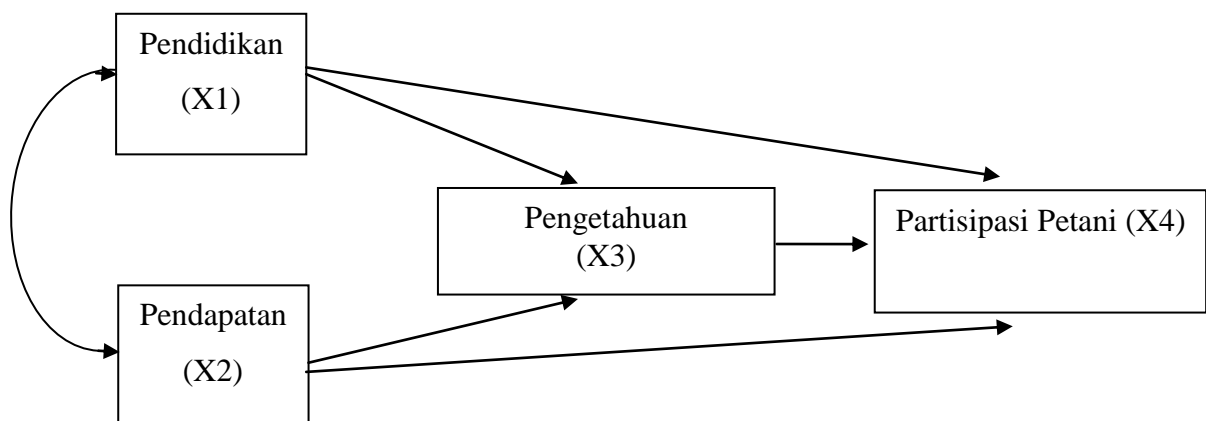 Pendidikan
(X1)
Pengetahuan
(X3)
Partisipasi Petani (X4)
Pendapatan
(X2)